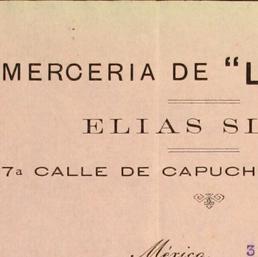 MERCERIA DE "L
ELIAS SI
7ª CALLE DE CAPUCH
México
3